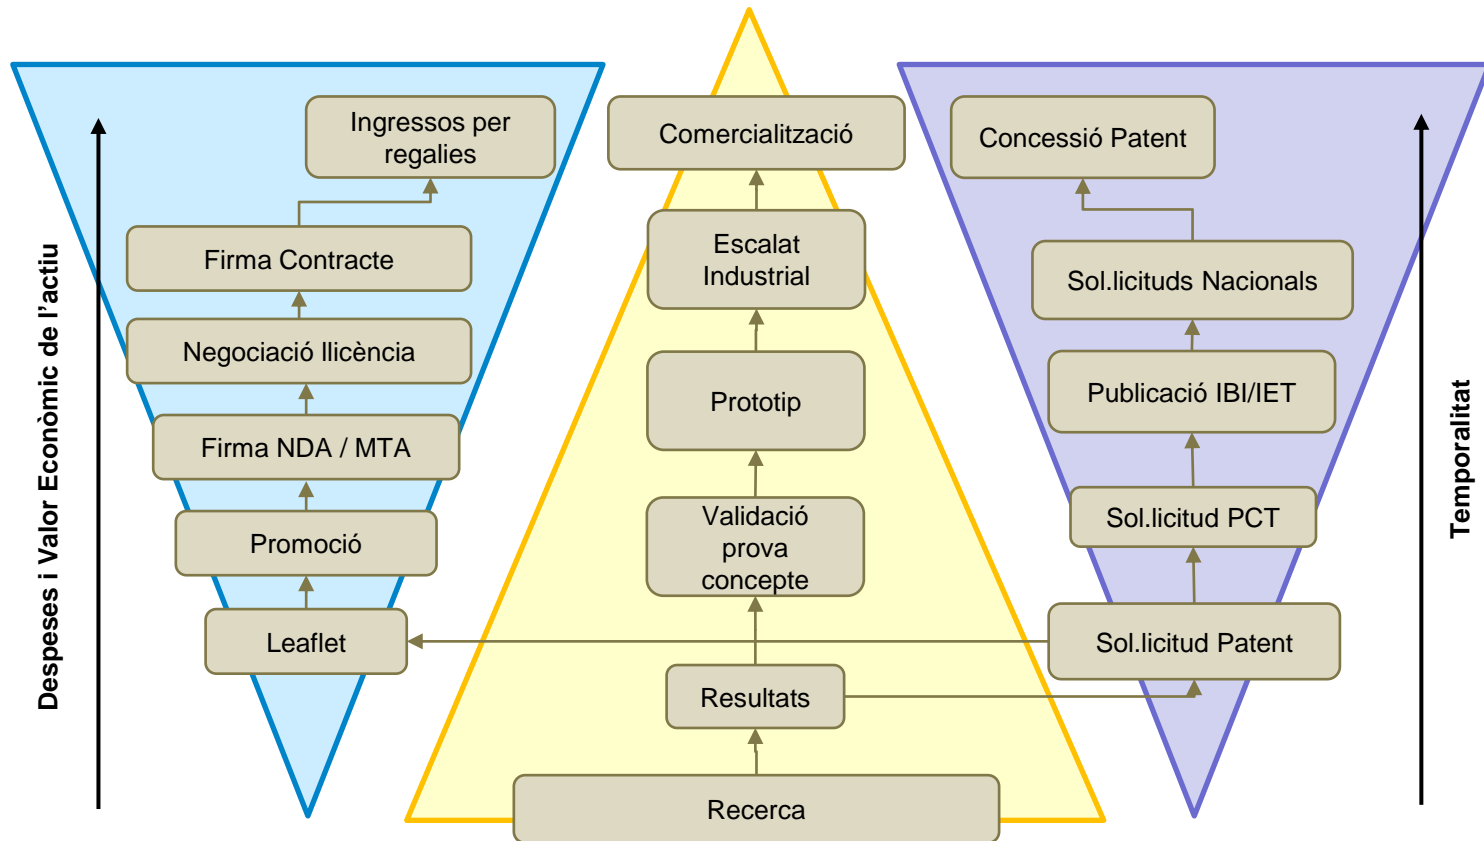 Despeses i Valor Econòmic de l’actiu
Ingressos per
regalies
Firma Contracte
Negociació llicència
Firma NDA / MTA
Promoció
Leaflet
Comercialització
Escalat
Industrial
Prototip
Validació
prova
concepte
Resultats
Recerca
Concessió Patent
Sol.licituds Nacionals
Publicació IBI/IET
Sol.licitud PCT
Sol.licitud Patent
Temporalitat